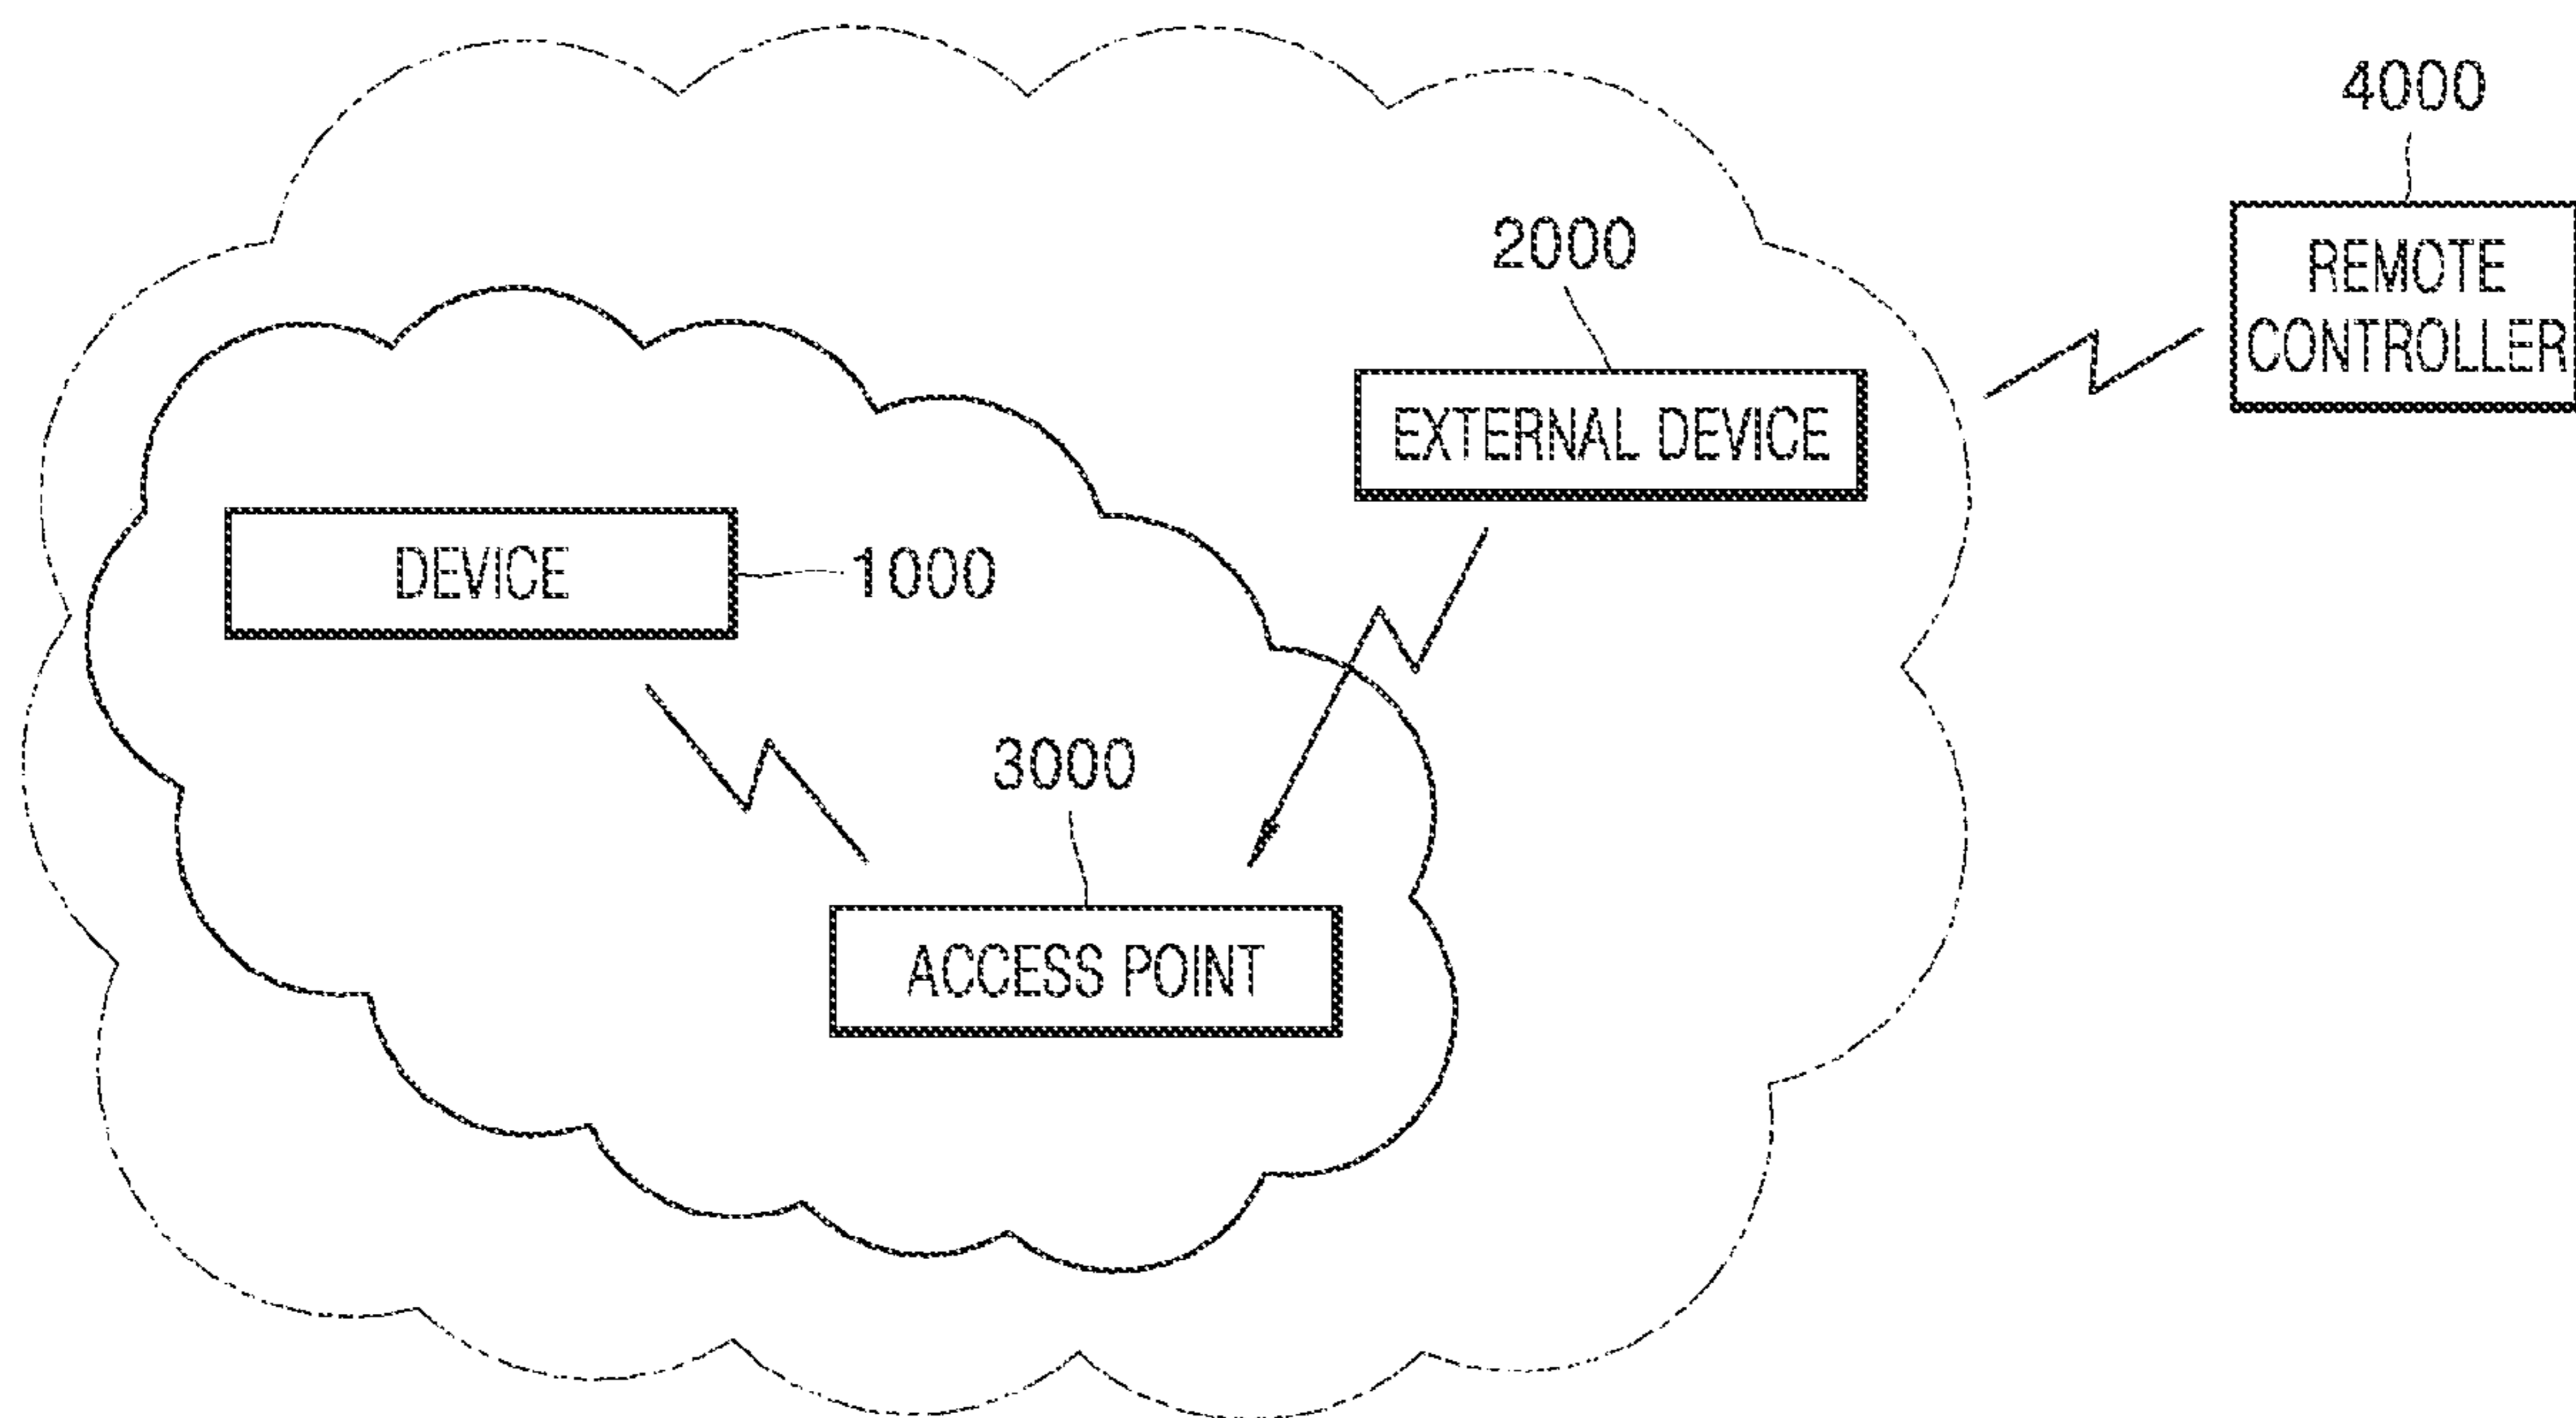 4000
REMOTE
CONTROLLER
2000
EXTERNAL DEVICE
DEVICE
1000
3000
ACCESS POINT